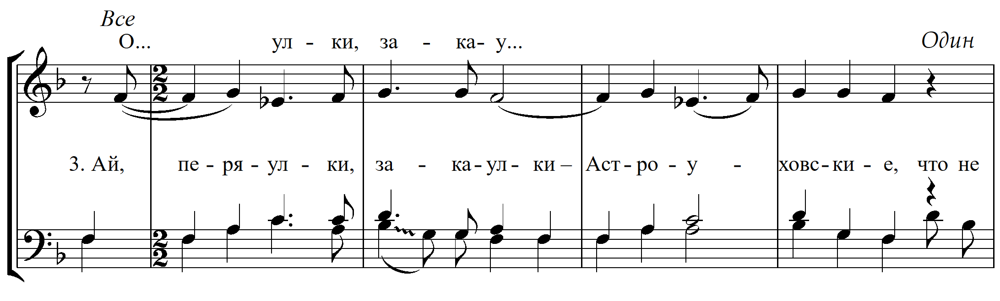 Все
О... ул - ки, за - ка- у...
Один
3. Ай, пе - ря - ул - ки, за - ка - ул - ки – Аст - ро - у - ховс - ки - е, что не